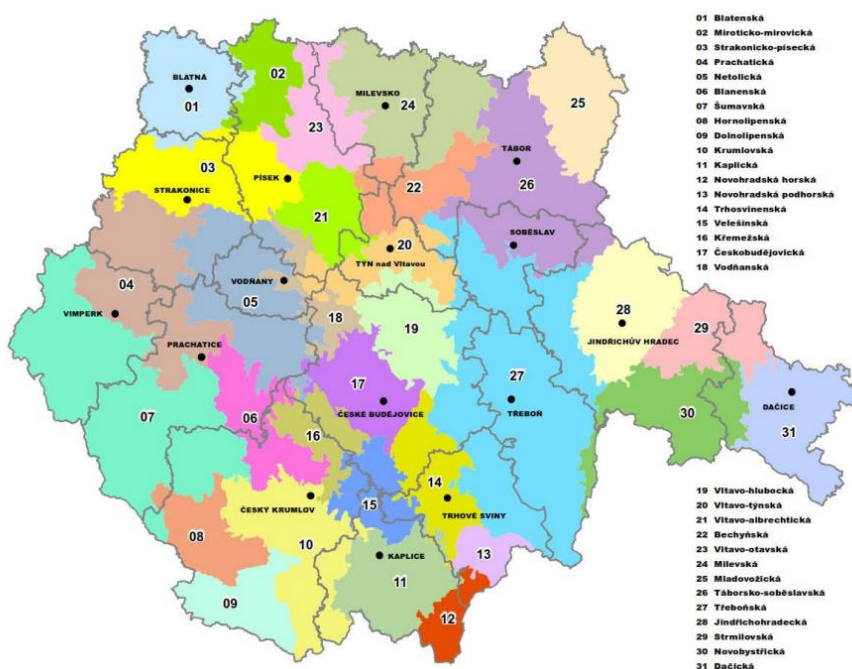 01 Blatenská
02 Miroticko-mirovická
03 Strakonicko-písecká
04 Prachatická
05 Netolická
06 Blanenská
07 Šumavská
08 Hornolipenská
09 Dolnolipenská
10 Krumlovská
11 Kaplická
12 Novohradská horská
13 Novohradská podhorská
14 Trhosvinenská
15 Velešínská
16 Křemežská
17 Českobudějovická
18 Vodňanská
BLATNÁ
01
02
MILEVSKO
24
25
23
03
PÍSEK
TÁBOR
22
26
STRAKONICE
21
20
SOBĚSLAV
TÝN nad Vltavou
VODŇANY
04
05
VIMPERK
18
19
28
29
JINDŘICHŮV HRADEC
PRACHATICE
17
27
DAČICE
ČESKÉ BUDĚJOVICE
TŘEBOŇ
07
06
30
31
16
14
15
ČESKÝ KRUMLOV
TRHOVÉ SVINY
08
10
13
KAPLICE
11
09
12
19 Vltavo-hlubocká
20 Vltavo-týnská
21 Vltavo-albrechtická
22 Bechyňská
23 Vltavo-otavská
24 Milevská
25 Mladovožická
26 Táborsko-soběslavská
27 Třeboňská
28 Jindřichohradecká
29 Strmilovská
30 Novobystřická
31 Dačická